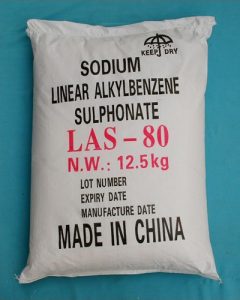 KEEP DRY
SODIUM
LINEAR ALKYLBENZENE
SULPHONATE
LAS-80
N.W.: 12.5kg
LOT NUMBER
EXPIRY DATE
MANUFACTURE DATE
MADE IN CHINA